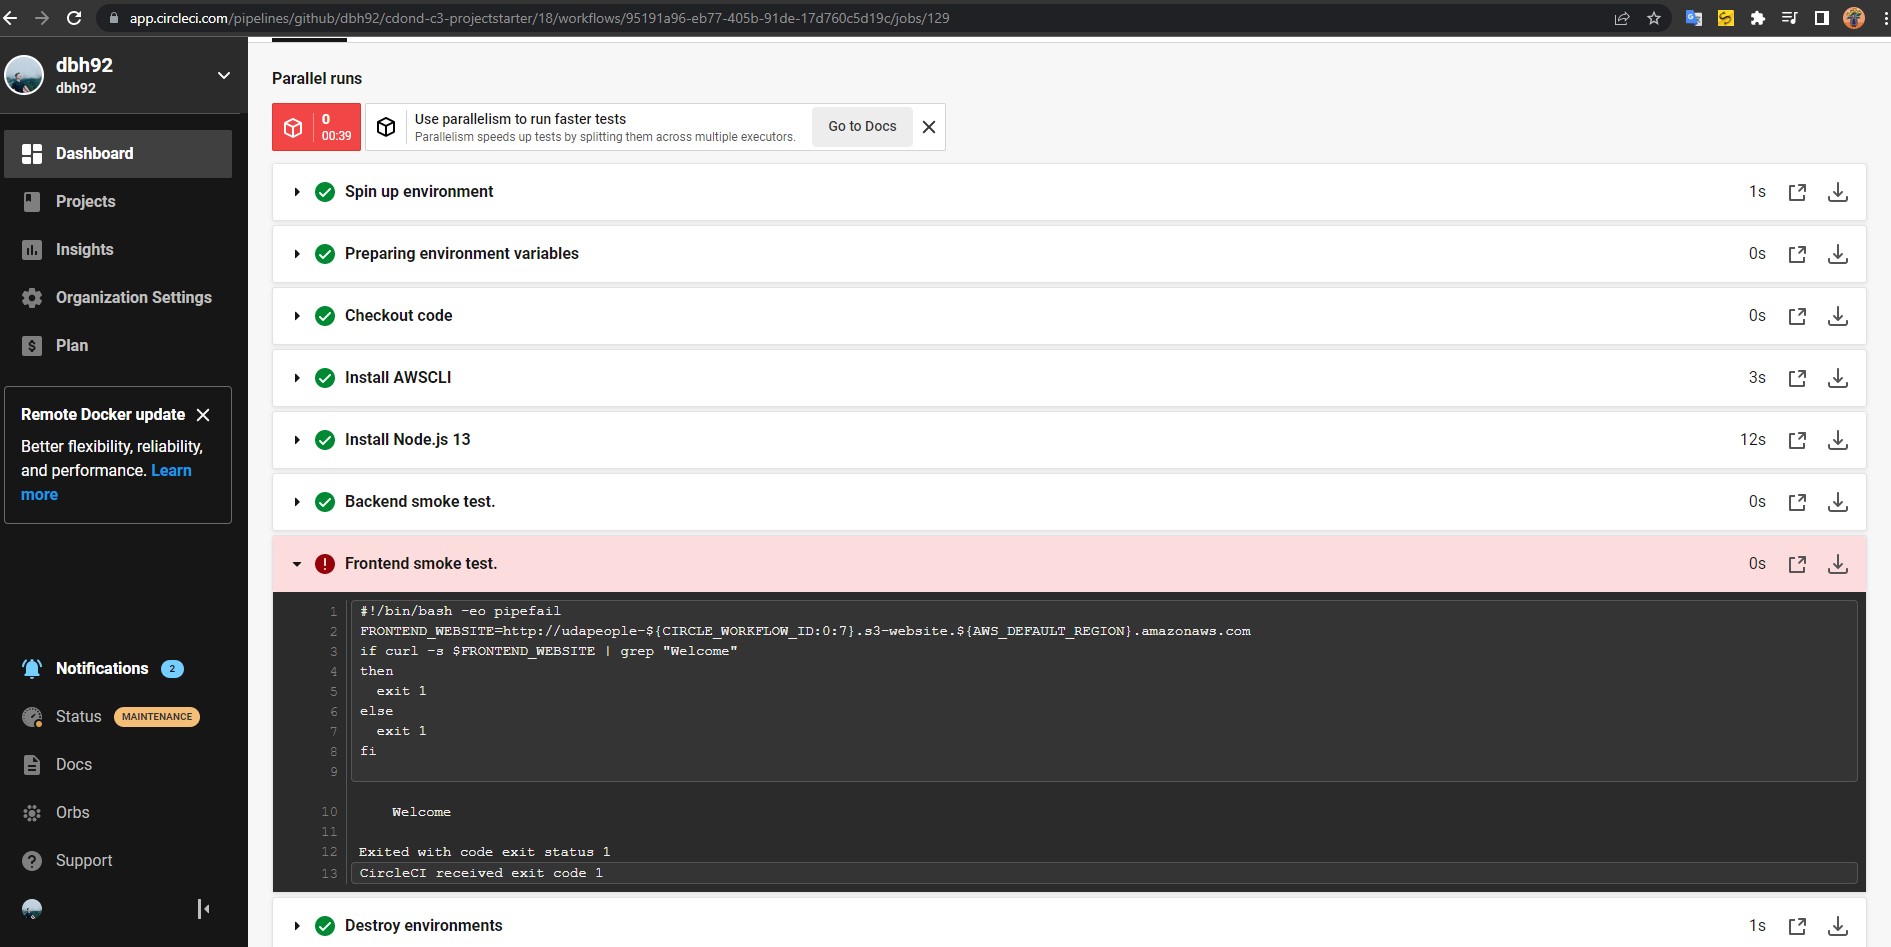 app.circleci.com/pipelines/github/dbh92/cdond-c3-projectstarter/18/workflows/95191a96-eb77-405b-91de-17d760c5d19c/jobs/129
dbh92
dbh92
Dashboard
Projects
Insights
Organization Settings
$ Plan
Remote Docker update
Better flexibility, reliability,
and performance. Learn
more
Notifications 2
Status MAINTENANCE
Docs
Orbs
? Support
Parallel runs
0
00:39
Use parallelism to run faster tests
Parallelism speeds up tests by splitting them across multiple executors.
Go to Docs
Spin up environment 1s
Preparing environment variables 0s
Checkout code 0s
Install AWSCLI 3s
Install Node.js 13 12s
Backend smoke test. 0s
! Frontend smoke test. 0s
1 #!/bin/bash -eo pipefail
2 FRONTEND_WEBSITE=http://udapeople-${CIRCLE_WORKFLOW_ID:0:7}.s3-website.${AWS_DEFAULT_REGION}.amazonaws.com
3 if curl -s $FRONTEND_WEBSITE | grep "Welcome"
4 then
5   exit 1
6 else
7   exit 1
8 fi
9
10     Welcome
11
12 Exited with code exit status 1
13 CircleCI received exit code 1
Destroy environments 1s